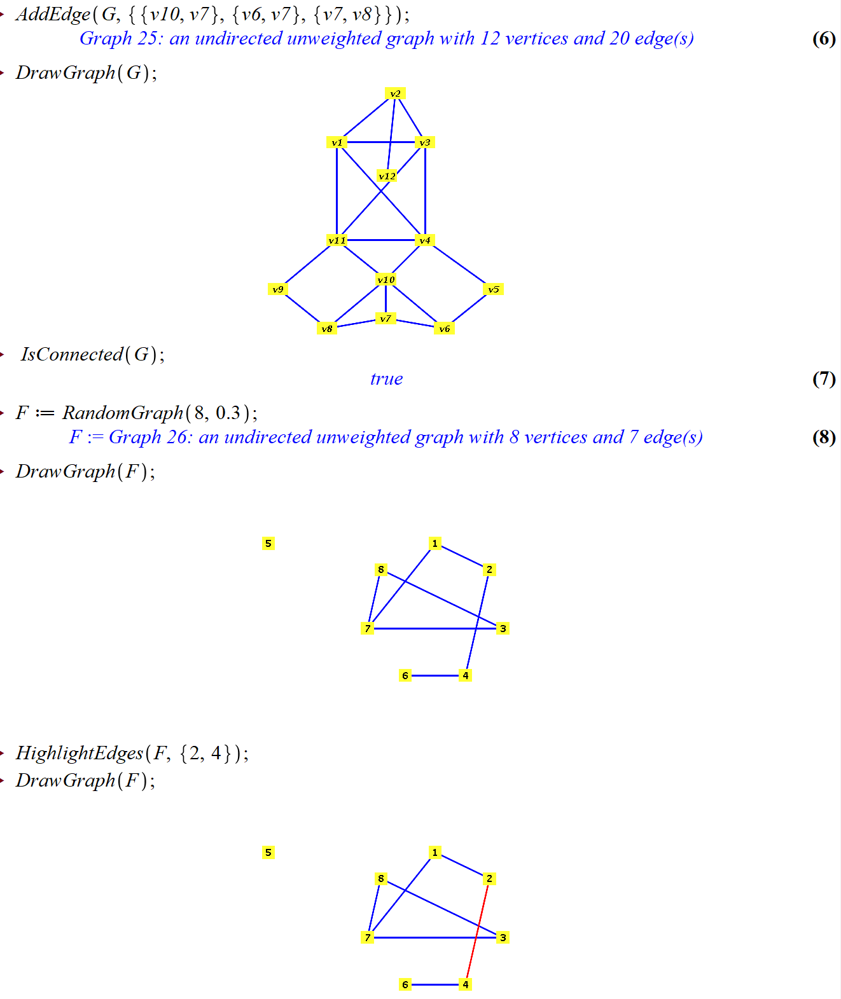 AddEdge(G, {{v10, v7}, {v6, v7}, {v7, v8}});
Graph 25: an undirected unweighted graph with 12 vertices and 20 edge(s) (6)
DrawGraph(G);
v2
v1 v3
v12
v11 v4
v10
v9 v5
v7
v8 v6
IsConnected(G);
true (7)
F := RandomGraph(8, 0.3);
F := Graph 26: an undirected unweighted graph with 8 vertices and 7 edge(s) (8)
DrawGraph(F);
5 1
8 2
7 3
6 4
HighlightEdges(F, {2, 4});
DrawGraph(F);
5 1
8 2
7 3
6 4